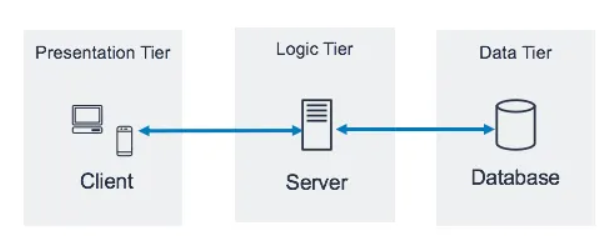 Presentation Tier
Logic Tier
Data Tier
Client
Server
Database